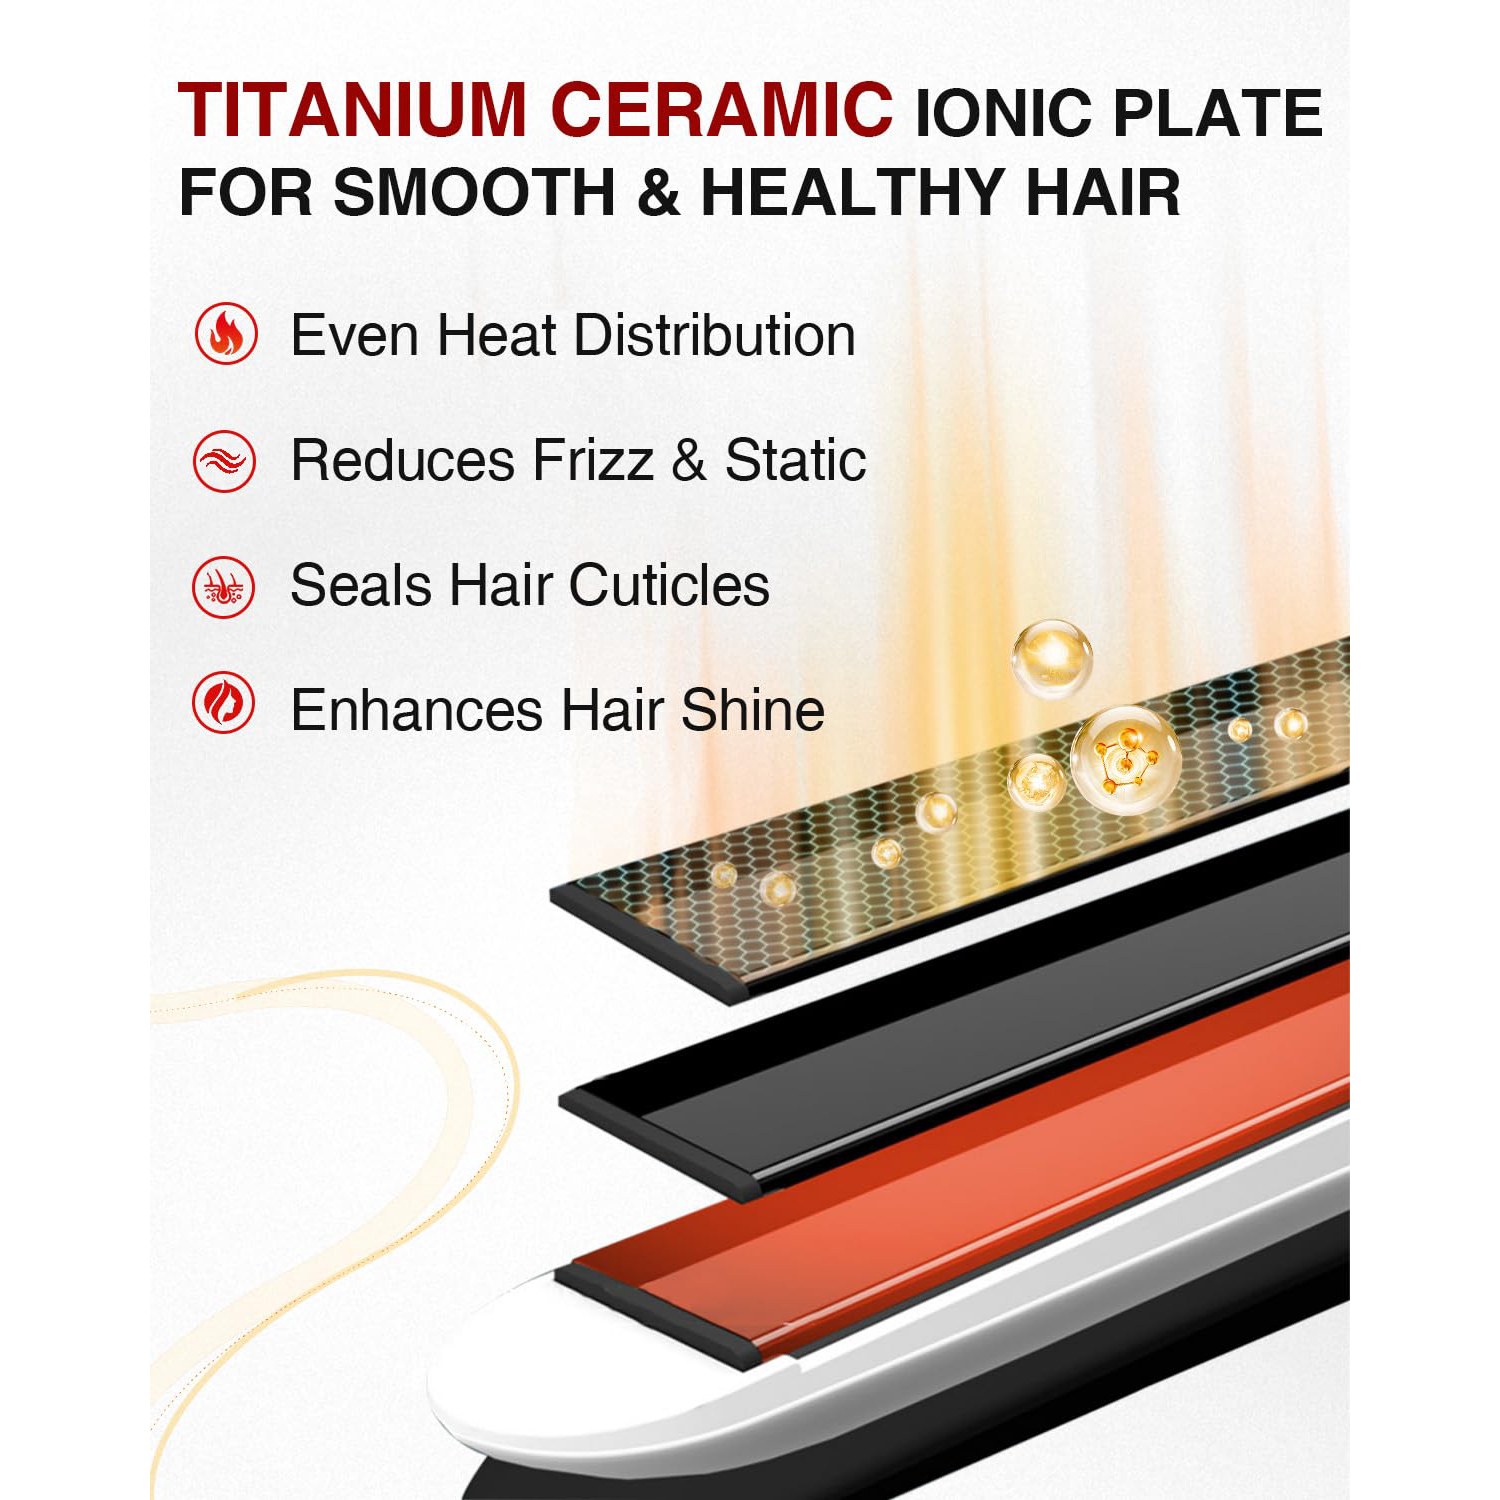 TITANIUM CERAMIC IONIC PLATE
FOR SMOOTH & HEALTHY HAIR
Even Heat Distribution
Reduces Frizz & Static
Seals Hair Cuticles
Enhances Hair Shine